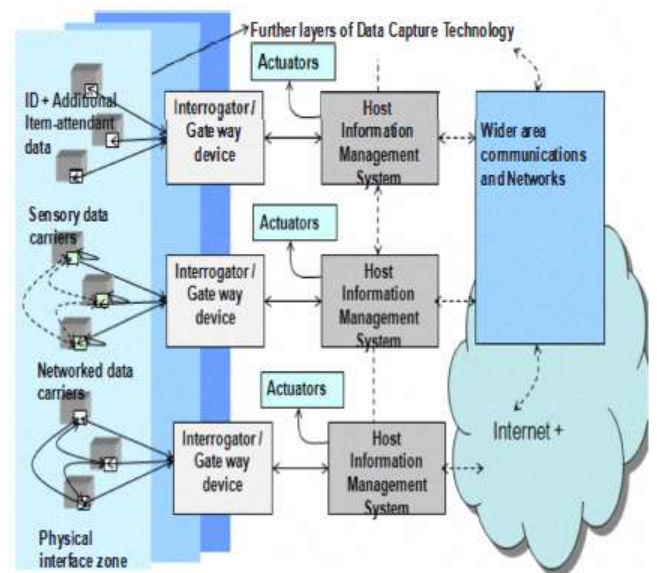 Further layers of Data Capture Technology
Actuators
ID + Additional
Item-attendant
data
Interrogator /
Gate way
device
Host
Information
Management
System
Wider area
communications
and Networks
Sensory data
carriers
Actuators
Interrogator /
Gate way
device
Host
Information
Management
System
Networked data
carriers
Actuators
Interrogator /
Gate way
device
Host
Information
Management
System
Internet +
Physical
interface zone